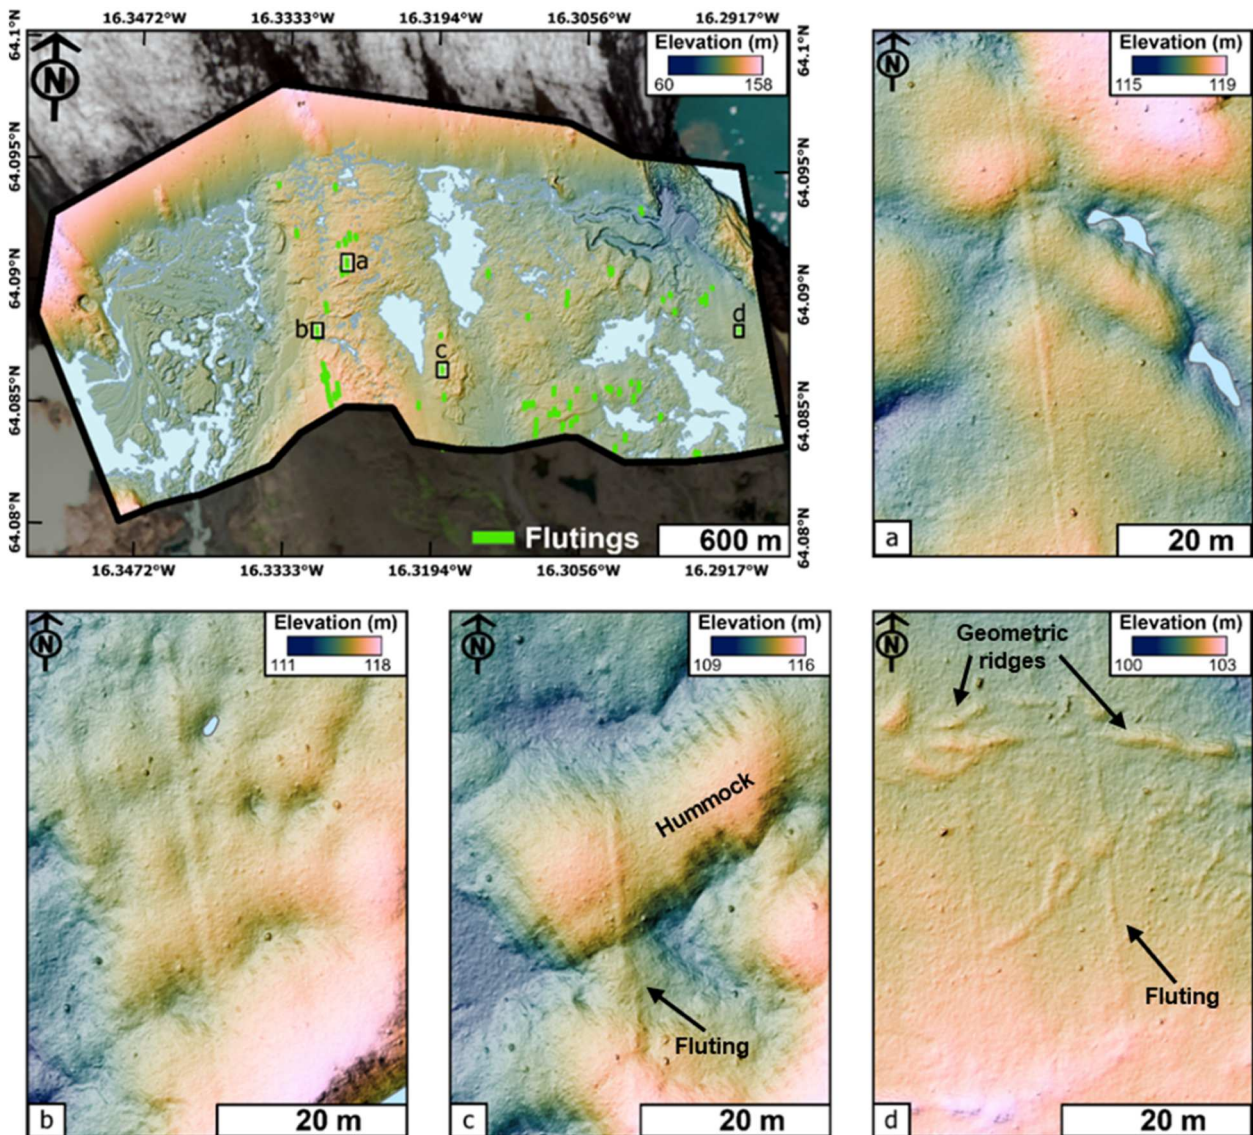 16.3472°W 16.3333°W 16.3194°W 16.3056°W 16.2917°W
64.1°N
64.095°N
64.09°N
64.085°N
64.08°N
N
Elevation (m)
60 158
a
b
c
d
Flutings
600 m
64.1°N
64.095°N
64.09°N
64.085°N
64.08°N
16.3472°W 16.3333°W 16.3194°W 16.3056°W 16.2917°W
N
Elevation (m)
115 119
a
20 m
N
Elevation (m)
111 118
b
20 m
N
Elevation (m)
109 116
Hummock
Fluting
c
20 m
N
Geometric
ridges
Elevation (m)
100 103
Fluting
d
20 m